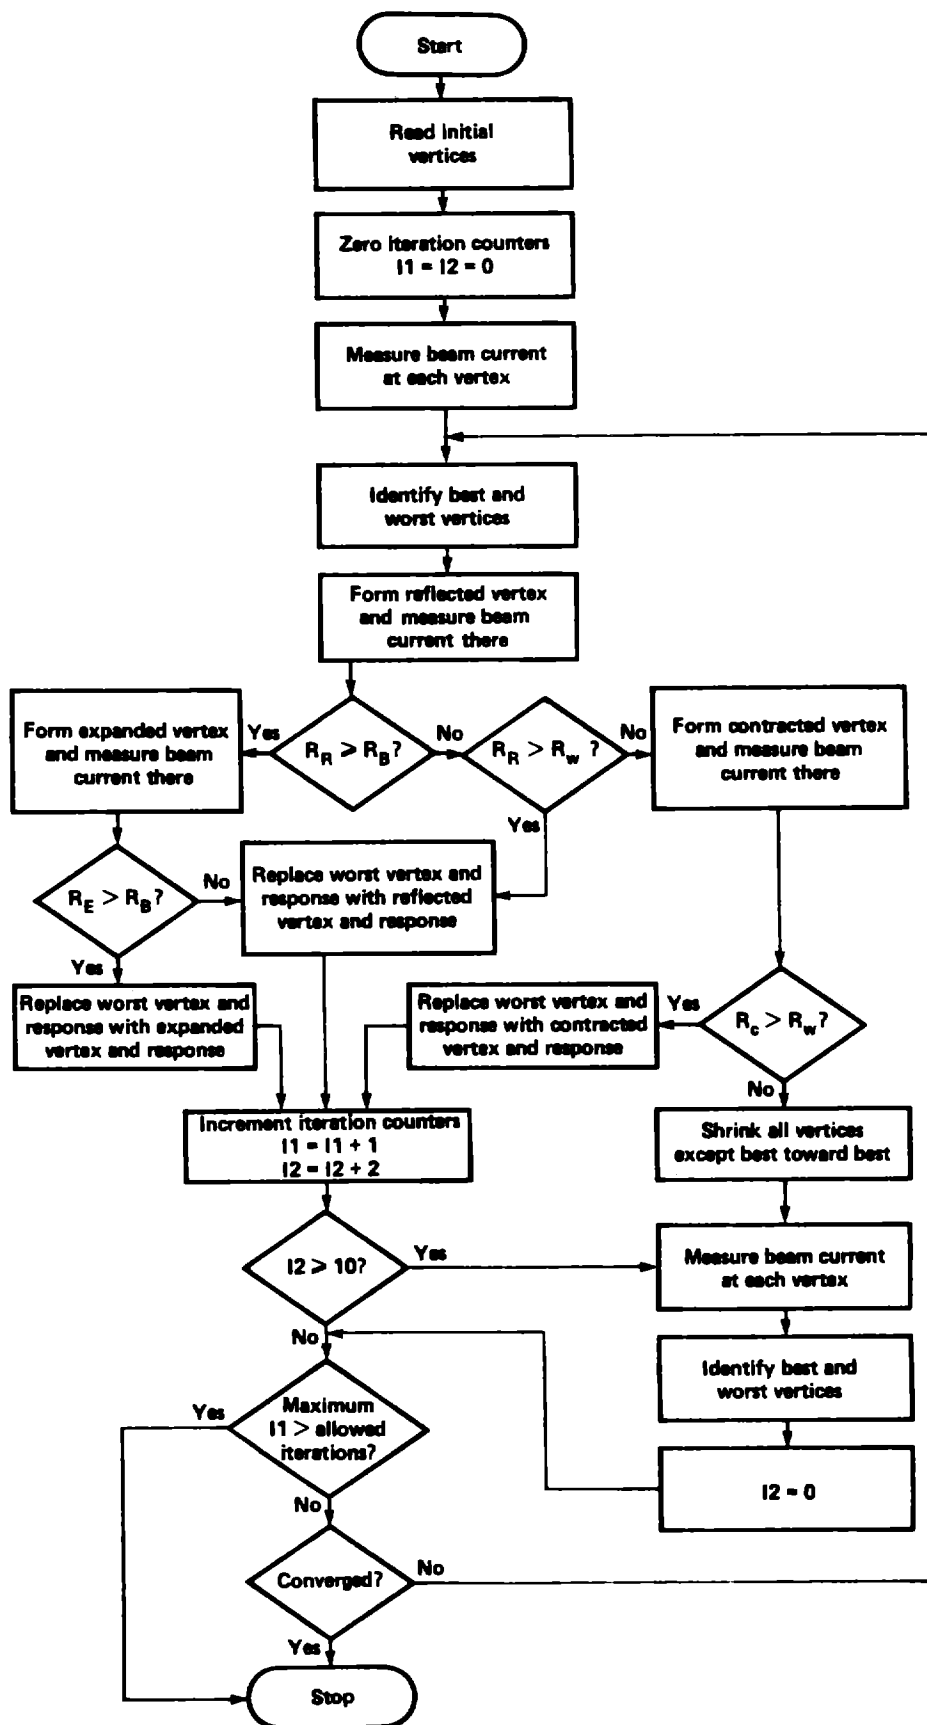 Start
Read initial
vertices
Zero iteration counters
I1 = I2 = 0
Measure beam current
at each vertex
Identify best and
worst vertices
Form reflected vertex
and measure beam
current there
Form expanded vertex
and measure beam
current there
Yes
R_R ⩾ R_B?
No
R_R > R_w ?
No
Form contracted vertex
and measure beam
current there
Yes
R_E > R_B?
No
Replace worst vertex and
response with reflected
vertex and response
Yes
Replace worst vertex and
response with expanded
vertex and response
Replace worst vertex and
response with contracted
vertex and response
Yes
R_c > R_w?
No
Increment iteration counters
I1 = I1 + 1
I2 = I2 + 2
Shrink all vertices
except best toward best
I2 ⩾ 10?
Yes
Measure beam current
at each vertex
No
Identify best and
worst vertices
Yes
Maximum
I1 > allowed
iterations?
I2 = 0
No
Converged?
No
Yes
Stop